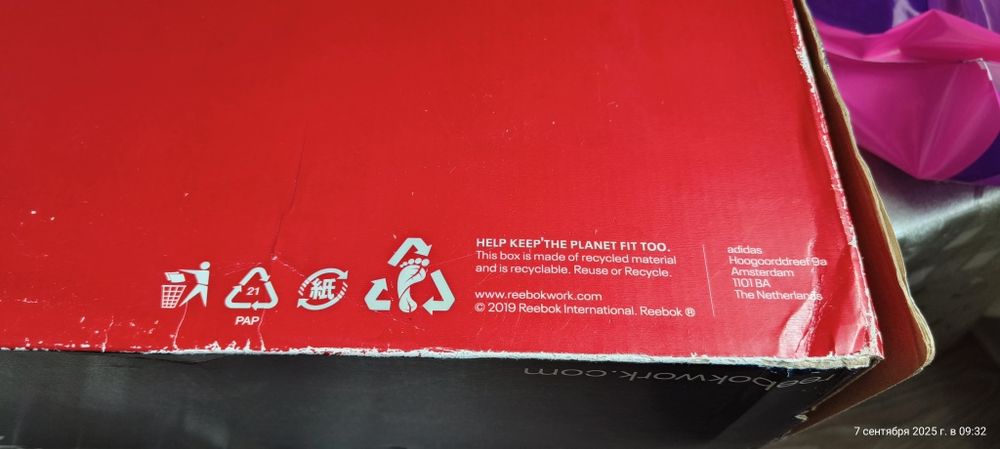 21
PAP
紙
HELP KEEP THE PLANET FIT TOO.
This box is made of recycled material
and is recyclable. Reuse or Recycle.
www.reebokwork.com
© 2019 Reebok International. Reebok ®
adidas
Hoogoorddreef 9a
Amsterdam
1101 BA
The Netherlands
reebokwork.com
7 сентября 2025 г. в 09:32